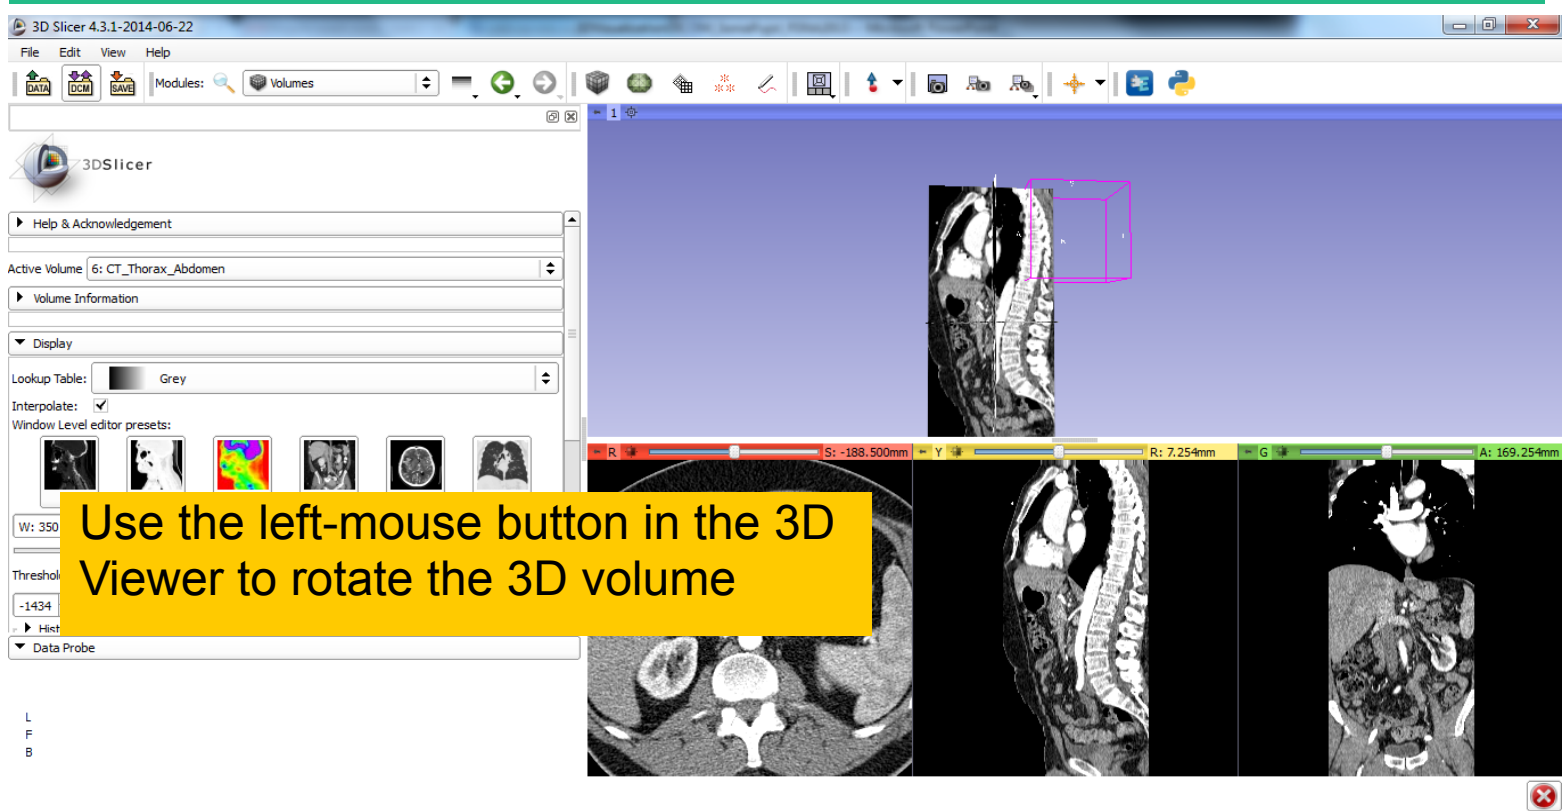 3D Slicer 4.3.1-2014-06-22
File Edit View Help
DATA DCM SAVE Modules: Volumes
1
3DSlicer
Help & Acknowledgement
Active Volume 6: CT_Thorax_Abdomen
Volume Information
Display
Lookup Table: Grey
Interpolate:
Window Level editor presets:
R S: -188.500mm Y R: 7.254mm G A: 169.254mm
Use the left-mouse button in the 3D
Viewer to rotate the 3D volume
W: 350
-1434
Data Probe
L
F
B